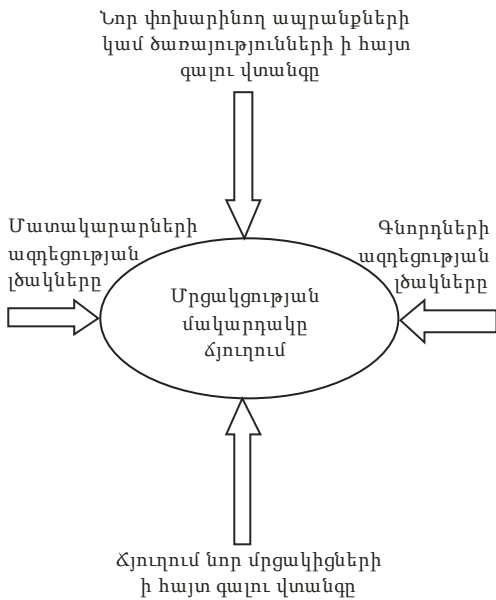 Նոր փոխարինող ապրանքների
կամ ծառայությունների ի հայտ
գալու վտանգը
Մատակարարների
ազդեցության
լծակները
Գնորդների
ազդեցության
լծակները
Մրցակցության
մակարդակը
ճյուղում
Ճյուղում նոր մրցակիցների
ի հայտ գալու վտանգը